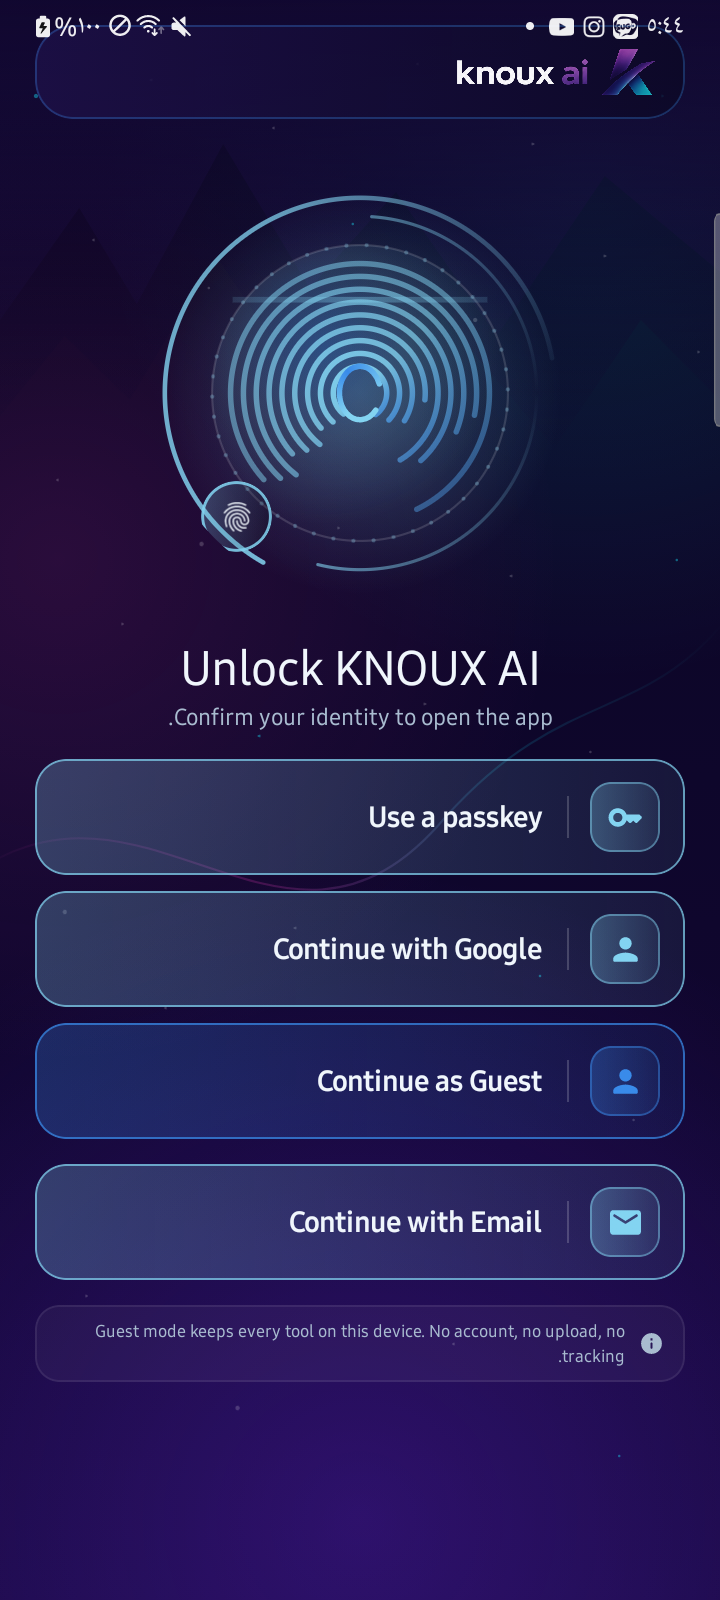 %١٠٠ ٥:٤٤
knoux ai
Unlock KNOUX AI
.Confirm your identity to open the app
Use a passkey
Continue with Google
Continue as Guest
Continue with Email
Guest mode keeps every tool on this device. No account, no upload, no
.tracking